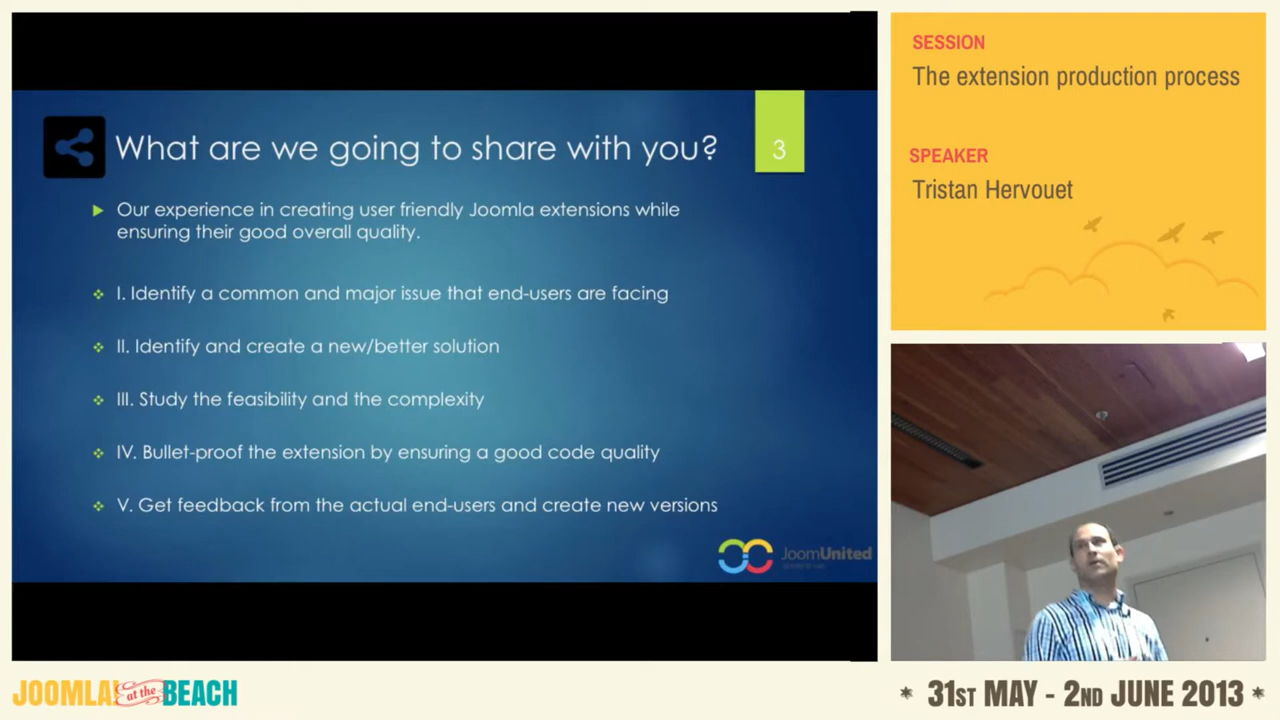 What are we going to share with you?
3
Our experience in creating user friendly Joomla extensions while
ensuring their good overall quality.
I. Identify a common and major issue that end-users are facing
II. Identify and create a new/better solution
III. Study the feasibility and the complexity
IV. Bullet-proof the extension by ensuring a good code quality
V. Get feedback from the actual end-users and create new versions
JoomUnited
SESSION
The extension production process
SPEAKER
Tristan Hervouet
JOOMLA! at the BEACH
* 31ST MAY - 2ND JUNE 2013 *